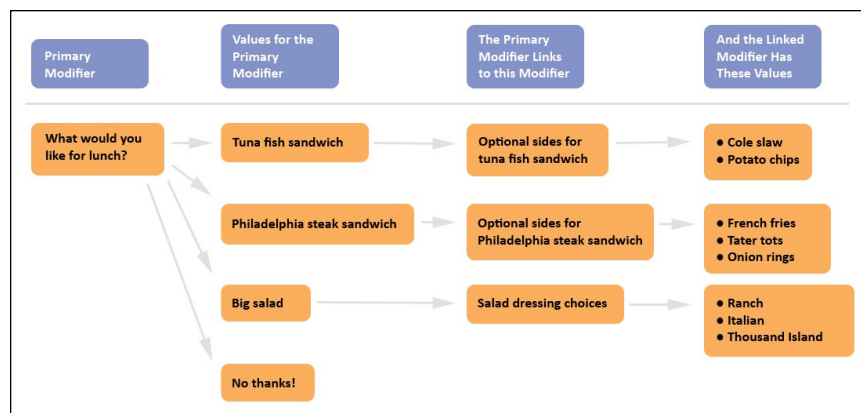 Primary
Modifier
Values for the
Primary
Modifier
The Primary
Modifier Links
to this Modifier
And the Linked
Modifier Has
These Values
What would you
like for lunch?
Tuna fish sandwich
Optional sides for
tuna fish sandwich
● Cole slaw
● Potato chips
Philadelphia steak sandwich
Optional sides for
Philadelphia steak sandwich
● French fries
● Tater tots
● Onion rings
Big salad
Salad dressing choices
● Ranch
● Italian
● Thousand Island
No thanks!